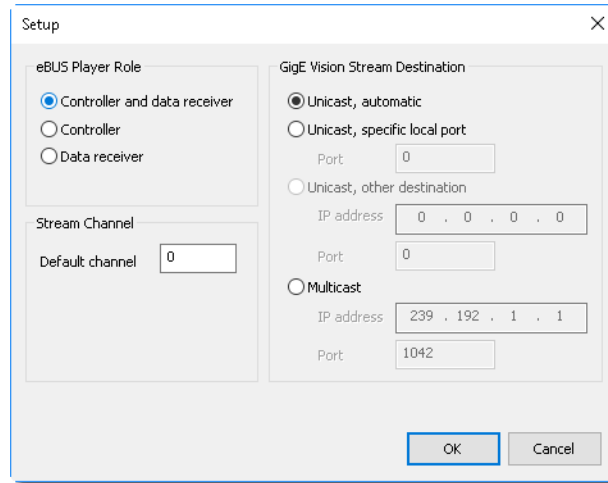 Setup
eBUS Player Role
Controller and data receiver
Controller
Data receiver
Stream Channel
Default channel 0
GigE Vision Stream Destination
Unicast, automatic
Unicast, specific local port
Port 0
Unicast, other destination
IP address 0 . 0 . 0 . 0
Port 0
Multicast
IP address 239 . 192 . 1 . 1
Port 1042
OK Cancel